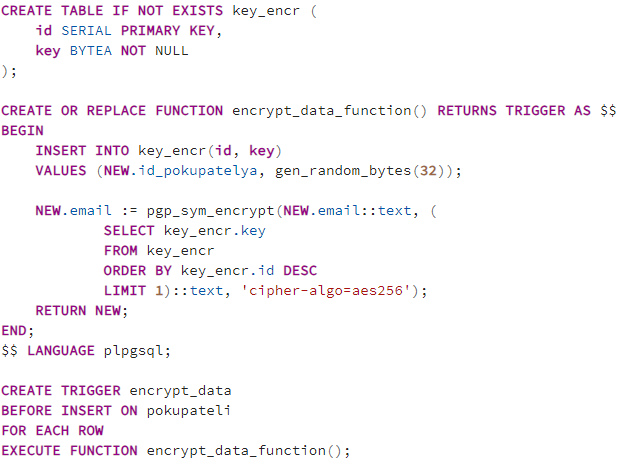 CREATE TABLE IF NOT EXISTS key_encr (
    id SERIAL PRIMARY KEY,
    key BYTEA NOT NULL
);

CREATE OR REPLACE FUNCTION encrypt_data_function() RETURNS TRIGGER AS $$
BEGIN
    INSERT INTO key_encr(id, key)
    VALUES (NEW.id_pokupatelya, gen_random_bytes(32));

    NEW.email := pgp_sym_encrypt(NEW.email::text, (
            SELECT key_encr.key
            FROM key_encr
            ORDER BY key_encr.id DESC
            LIMIT 1)::text, 'cipher-algo=aes256');
    RETURN NEW;
END;
$$ LANGUAGE plpgsql;

CREATE TRIGGER encrypt_data
BEFORE INSERT ON pokupateli
FOR EACH ROW
EXECUTE FUNCTION encrypt_data_function();